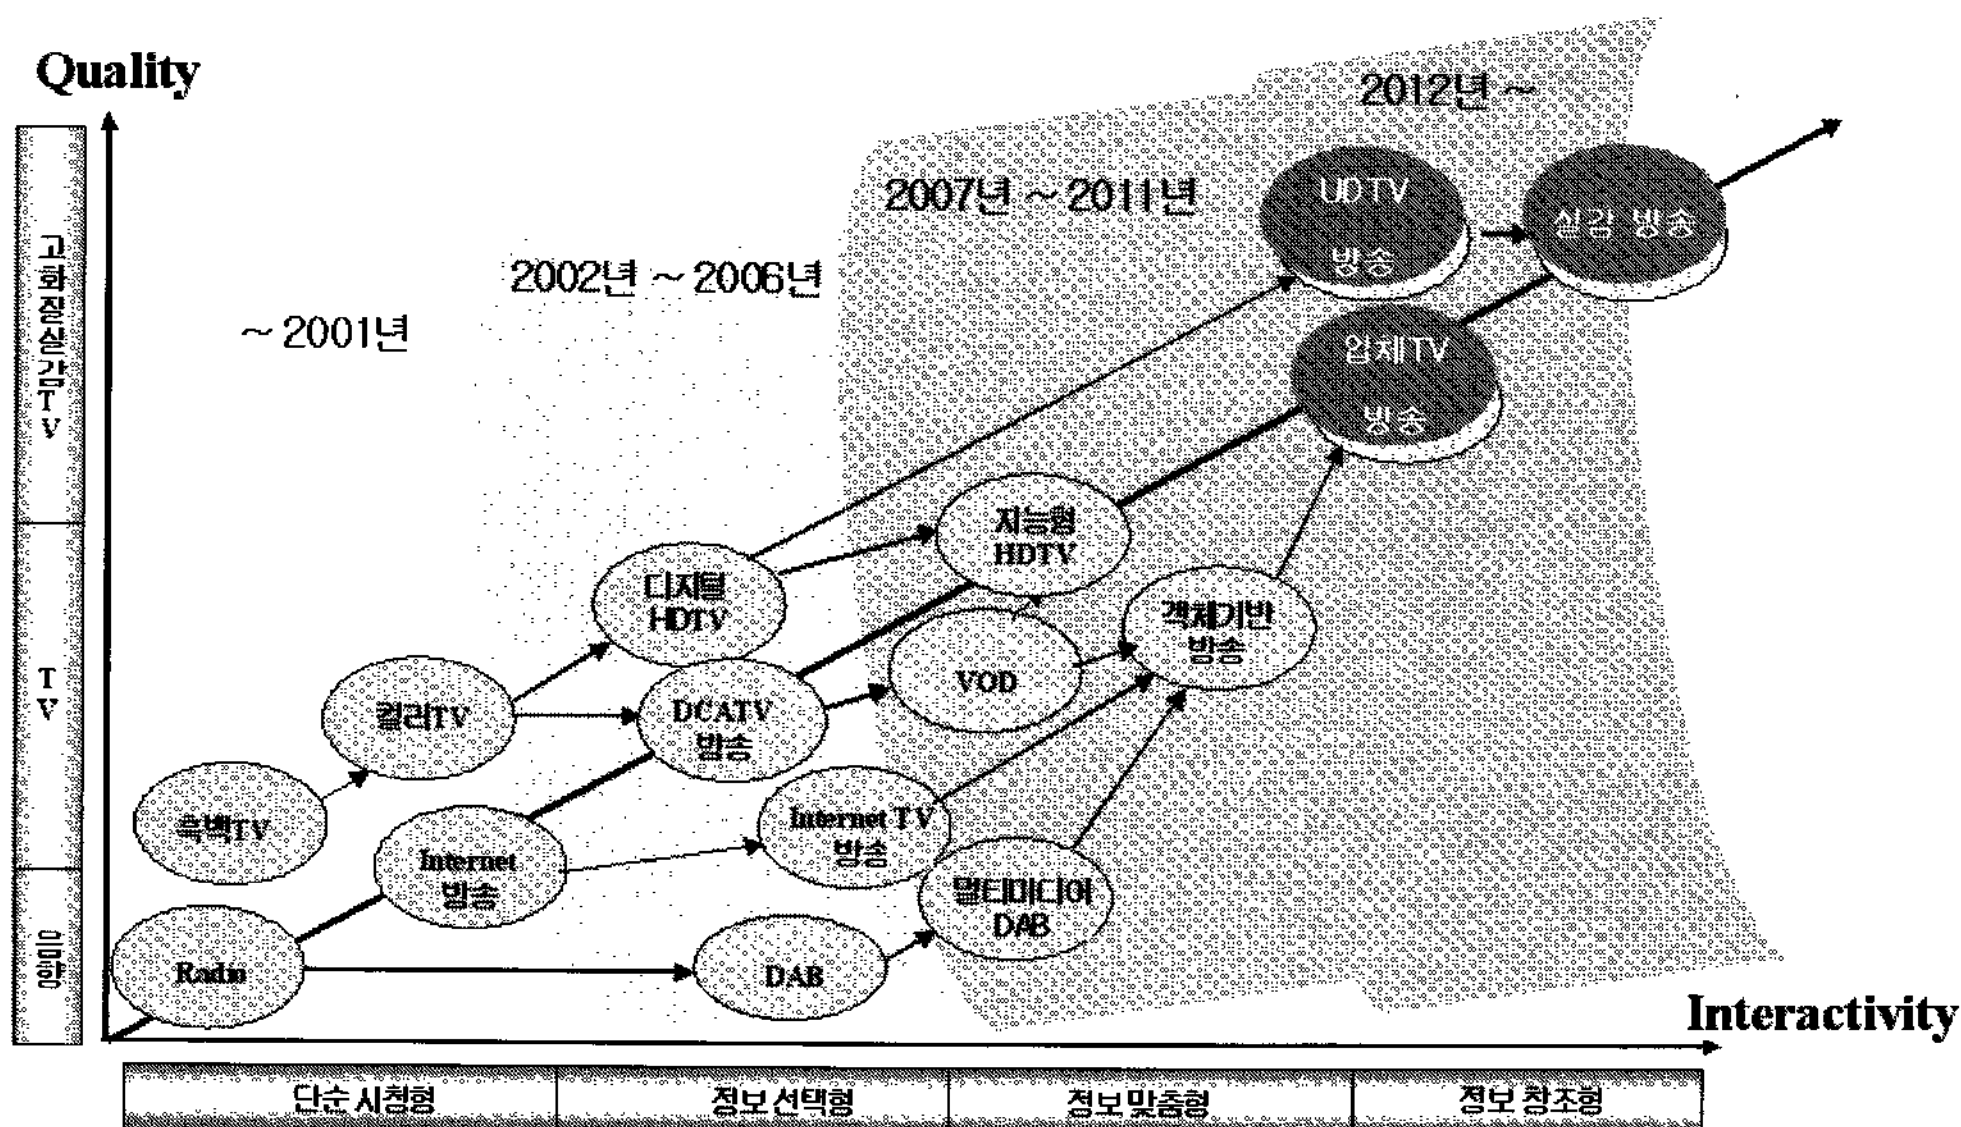 Quality
2012년 ~
2007년 ~ 2011년
2002년 ~ 2006년
~ 2001년
고화질실감TV
TV
음향
UDTV
방송
실감 방송
입체TV
방송
지능형
HDTV
디지털
HDTV
객체기반
방송
VOD
컬러TV
DCATV
방송
흑백TV
Internet TV
방송
Internet
방송
멀티미디어
DAB
Radio
DAB
Interactivity
단순 시청형
정보 선택형
정보 맞춤형
정보 창조형